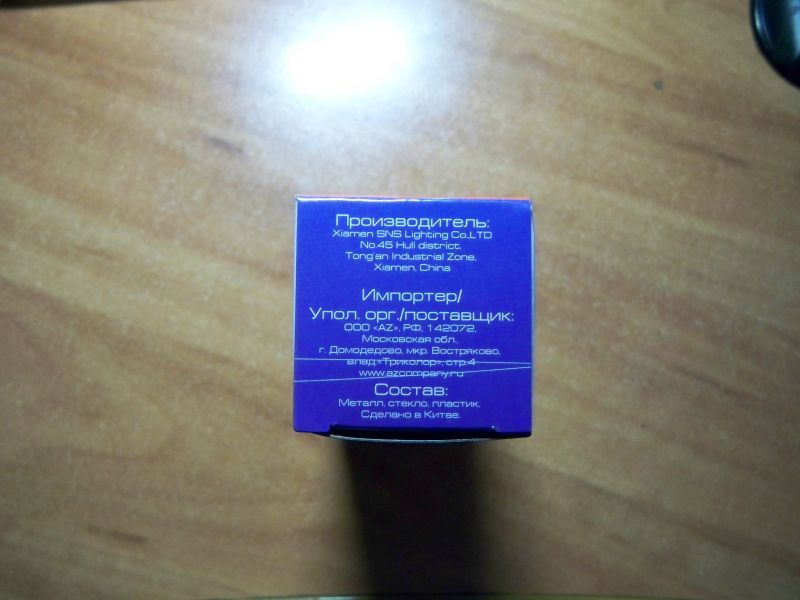 Производитель:
Xiamen SNS Lighting Co.,LTD
No.45 Huli district,
Tong'an Industrial Zone,
Xiamen, China
Импортер/
Упол. орг./поставщик:
ООО «AZ», РФ, 142072,
Московская обл.,
г. Домодедово, мкр. Востряково,
влад.«Триколор», стр.4
www.azcompany.ru
Состав:
Металл, стекло, пластик.
Сделано в Китае.